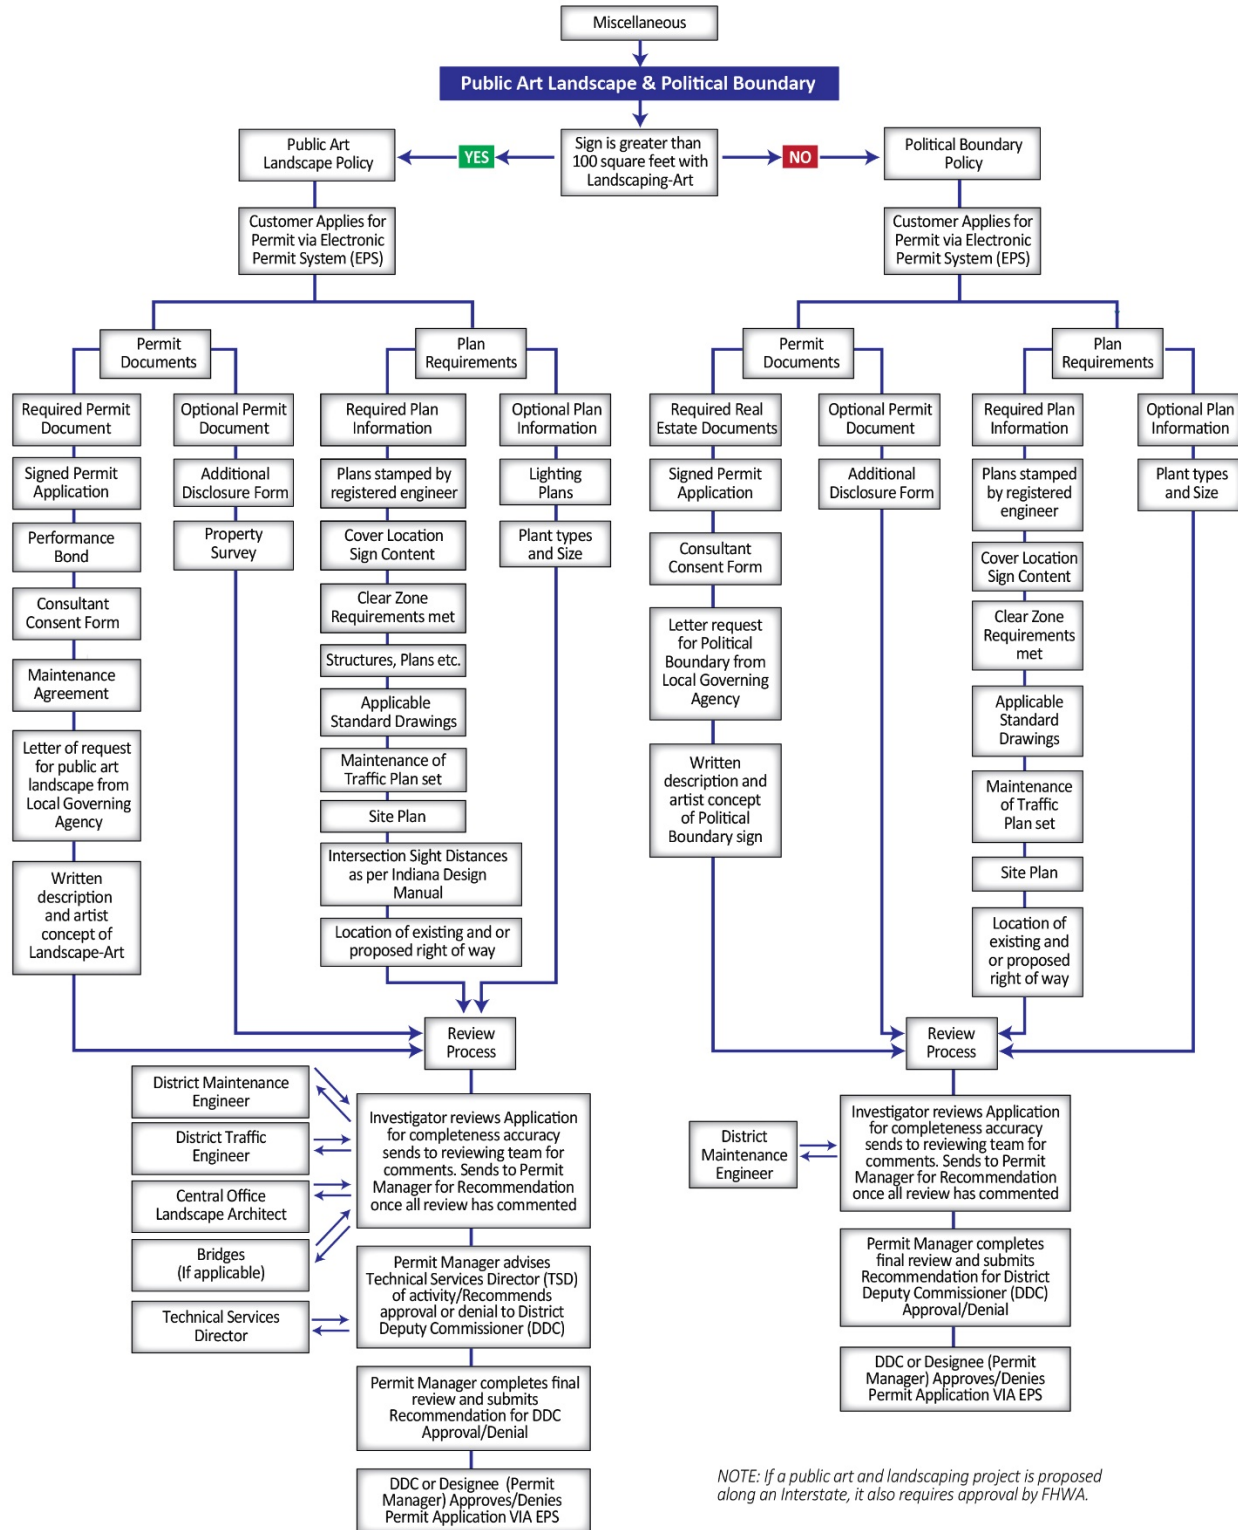 Miscellaneous
Public Art Landscape & Political Boundary
Public Art
Landscape Policy
YES
Sign is greater than
100 square feet with
Landscaping-Art
NO
Political Boundary
Policy
Customer Applies for
Permit via Electronic
Permit System (EPS)
Customer Applies for
Permit via Electronic
Permit System (EPS)
Permit
Documents
Plan
Requirements
Permit
Documents
Plan
Requirements
Required Permit
Document
Optional Permit
Document
Required Plan
Information
Optional Plan
Information
Required Real
Estate Documents
Optional Permit
Document
Required Plan
Information
Optional Plan
Information
Signed Permit
Application
Performance
Bond
Consultant
Consent Form
Maintenance
Agreement
Letter of request
for public art
landscape from
Local Governing
Agency
Written
description
and artist
concept of
Landscape-Art
Additional
Disclosure Form
Property
Survey
Plans stamped by
registered engineer
Cover Location
Sign Content
Clear Zone
Requirements met
Structures, Plans etc.
Applicable
Standard Drawings
Maintenance of
Traffic Plan set
Site Plan
Intersection Sight Distances
as per Indiana Design
Manual
Location of existing and or
proposed right of way
Lighting
Plans
Plant types
and Size
Signed Permit
Application
Consultant
Consent Form
Letter request
for Political
Boundary from
Local Governing
Agency
Written
description and
artist concept
of Political
Boundary sign
Additional
Disclosure Form
Plans stamped
by registered
engineer
Cover Location
Sign Content
Clear Zone
Requirements
met
Applicable
Standard
Drawings
Maintenance
of Traffic
Plan set
Site Plan
Location of
existing and
or proposed
right of way
Plant types
and Size
Review
Process
Review
Process
District Maintenance
Engineer
District Traffic
Engineer
Central Office
Landscape Architect
Bridges
(If applicable)
Technical Services
Director
Investigator reviews Application
for completeness accuracy
sends to reviewing team for
comments. Sends to Permit
Manager for Recommendation
once all review has commented
Permit Manager advises
Technical Services Director (TSD)
of activity/Recommends
approval or denial to District
Deputy Commissioner (DDC)
Permit Manager completes final
review and submits
Recommendation for DDC
Approval/Denial
DDC or Designee (Permit
Manager) Approves/Denies
Permit Application VIA EPS
District
Maintenance
Engineer
Investigator reviews Application
for completeness accuracy
sends to reviewing team for
comments. Sends to Permit
Manager for Recommendation
once all review has commented
Permit Manager completes
final review and submits
Recommendation for District
Deputy Commissioner (DDC)
Approval/Denial
DDC or Designee (Permit
Manager) Approves/Denies
Permit Application VIA EPS
NOTE: If a public art and landscaping project is proposed
along an Interstate, it also requires approval by FHWA.